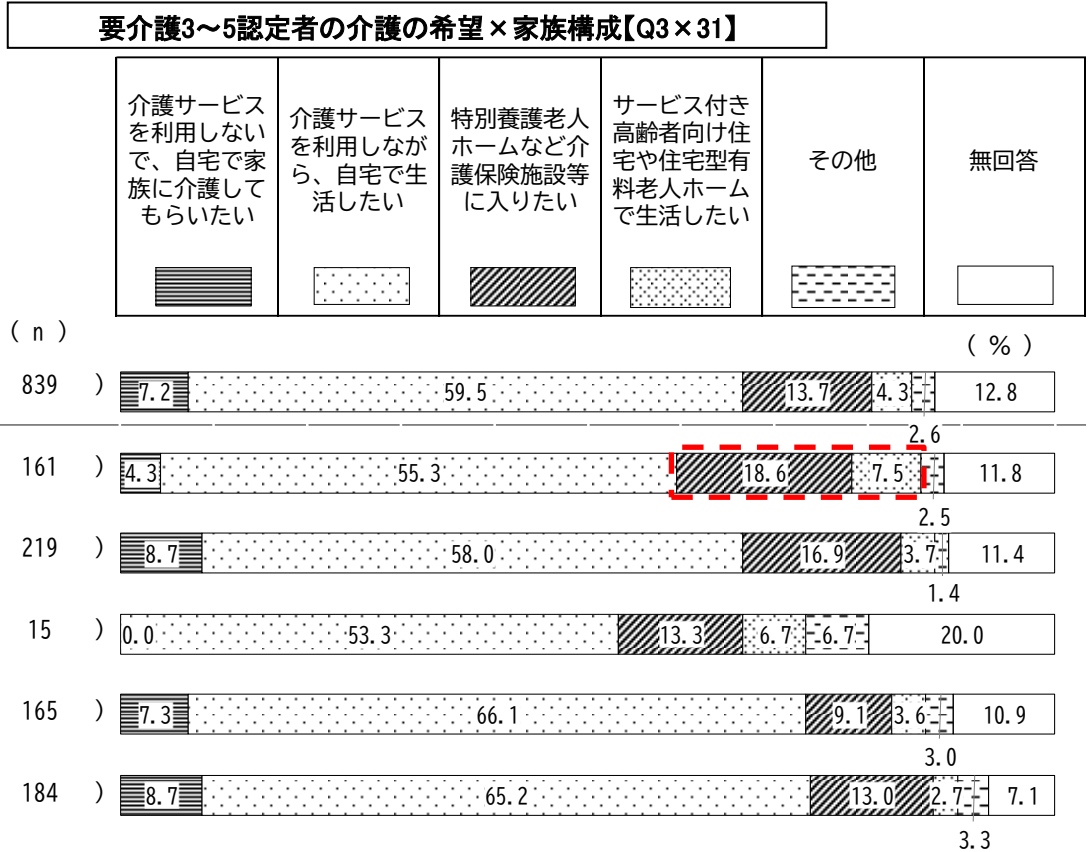 要介護3～5認定者の介護の希望×家族構成【Q3×31】
介護サービス
を利用しない
で、自宅で家
族に介護して
もらいたい
介護サービス
を利用しなが
ら、自宅で生
活したい
特別養護老人
ホームなど介
護保険施設等
に入りたい
サービス付き
高齢者向け住
宅や住宅型有
料老人ホーム
で生活したい
その他
無回答
( n )
( % )
839 ) 7.2 59.5 13.7 4.3 12.8
2.6
161 ) 4.3 55.3 18.6 7.5 11.8
2.5
219 ) 8.7 58.0 16.9 3.7 11.4
1.4
15 ) 0.0 53.3 13.3 6.7 6.7 20.0
165 ) 7.3 66.1 9.1 3.6 10.9
3.0
184 ) 8.7 65.2 13.0 2.7 7.1
3.3